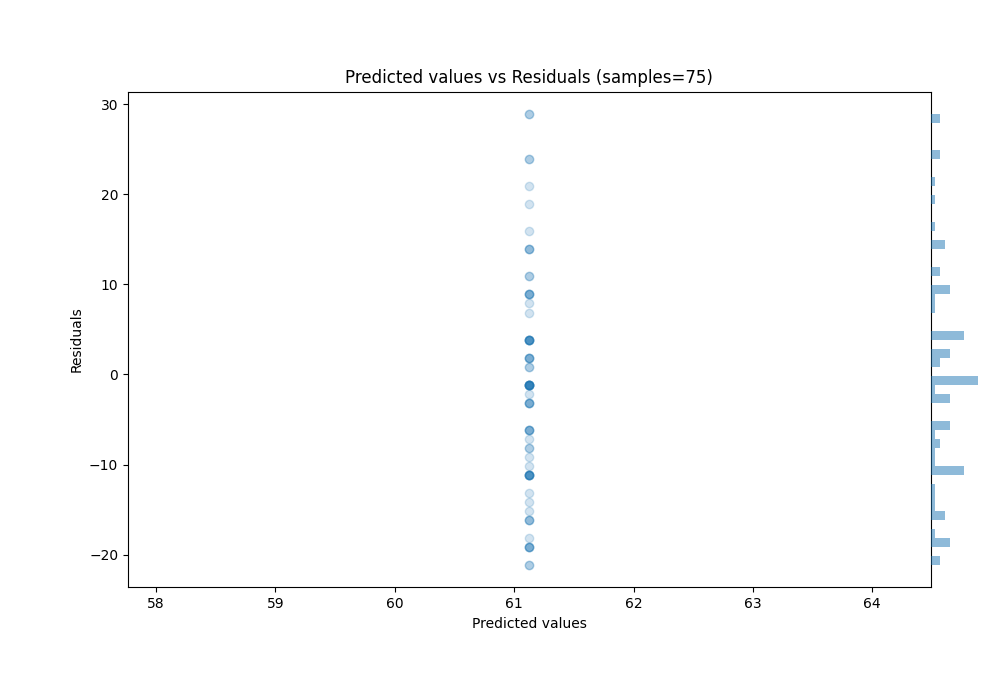 Predicted values vs Residuals (samples=75)
30
20
10
0
−10
−20
Residuals
58 59 60 61 62 63 64
Predicted values